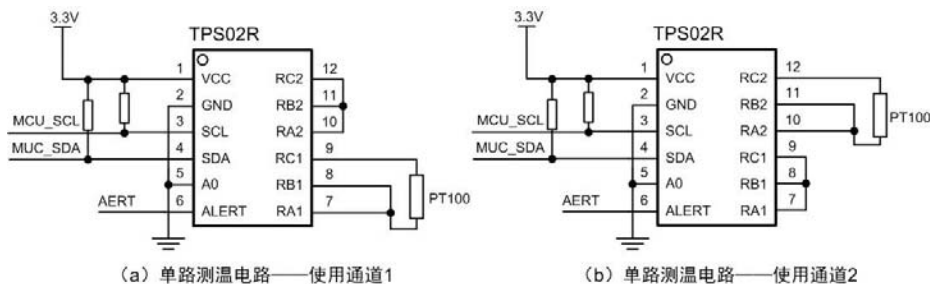 3.3V
TPS02R
1 VCC RC2 12
2 GND RB2 11
MCU_SCL 3 SCL RA2 10
MUC_SDA 4 SDA RC1 9
5 A0 RB1 8
AERT 6 ALERT RA1 7
PT100
(a) 单路测温电路——使用通道1
3.3V
TPS02R
1 VCC RC2 12
2 GND RB2 11
MCU_SCL 3 SCL RA2 10
PT100
MUC_SDA 4 SDA RC1 9
5 A0 RB1 8
AERT 6 ALERT RA1 7
(b) 单路测温电路——使用通道2